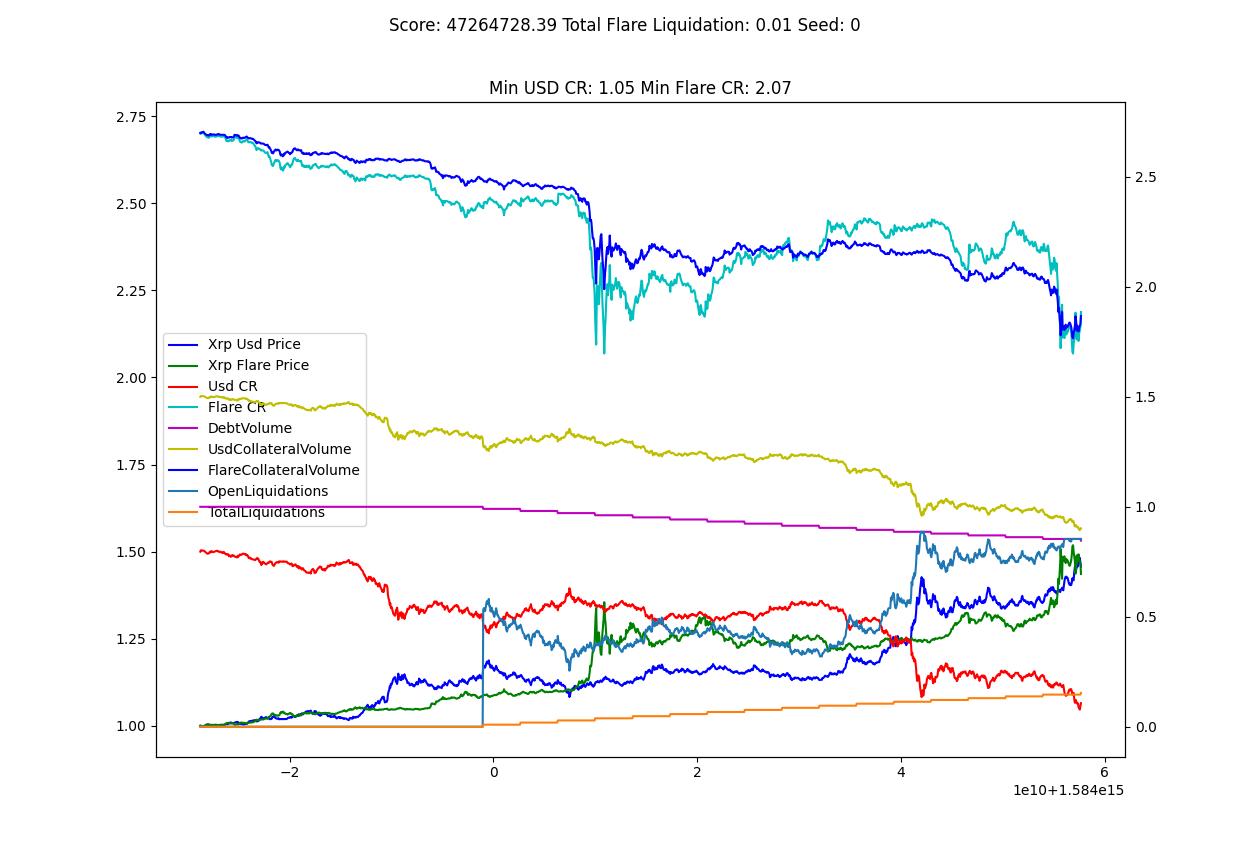 Score: 47264728.39 Total Flare Liquidation: 0.01 Seed: 0
Min USD CR: 1.05 Min Flare CR: 2.07
2.75
2.50
2.25
2.00
1.75
1.50
1.25
1.00
2.5
2.0
1.5
1.0
0.5
0.0
Xrp Usd Price
Xrp Flare Price
Usd CR
Flare CR
DebtVolume
UsdCollateralVolume
FlareCollateralVolume
OpenLiquidations
TotalLiquidations
−2 0 2 4 6
1e10+1.584e15